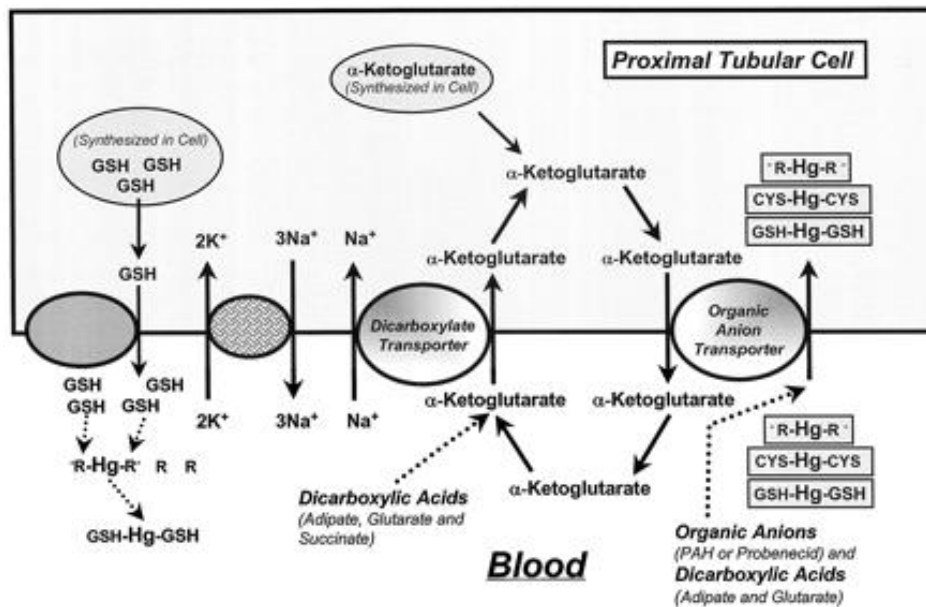 Proximal Tubular Cell
α-Ketoglutarate
(Synthesized in Cell)
(Synthesized in Cell)
GSH GSH
GSH
α-Ketoglutarate
"R-Hg-R"
CYS-Hg-CYS
GSH-Hg-GSH
GSH
2K⁺
3Na⁺
Na⁺
α-Ketoglutarate
α-Ketoglutarate
Dicarboxylate
Transporter
Organic
Anion
Transporter
GSH
GSH
GSH
GSH
2K⁺
3Na⁺
Na⁺
α-Ketoglutarate
α-Ketoglutarate
"R-Hg-R" R R
GSH-Hg-GSH
α-Ketoglutarate
"R-Hg-R"
CYS-Hg-CYS
GSH-Hg-GSH
Dicarboxylic Acids
(Adipate, Glutarate and
Succinate)
Blood
Organic Anions
(PAH or Probenecid) and
Dicarboxylic Acids
(Adipate and Glutarate)